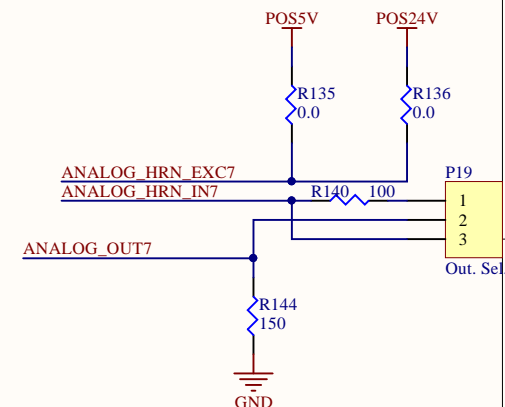 POS5V POS24V
R135 R136
0.0 0.0
ANALOG_HRN_EXC7 P19
ANALOG_HRN_IN7 R140 100 1
2
3
ANALOG_OUT7
Out. Sel
R144
150
GND